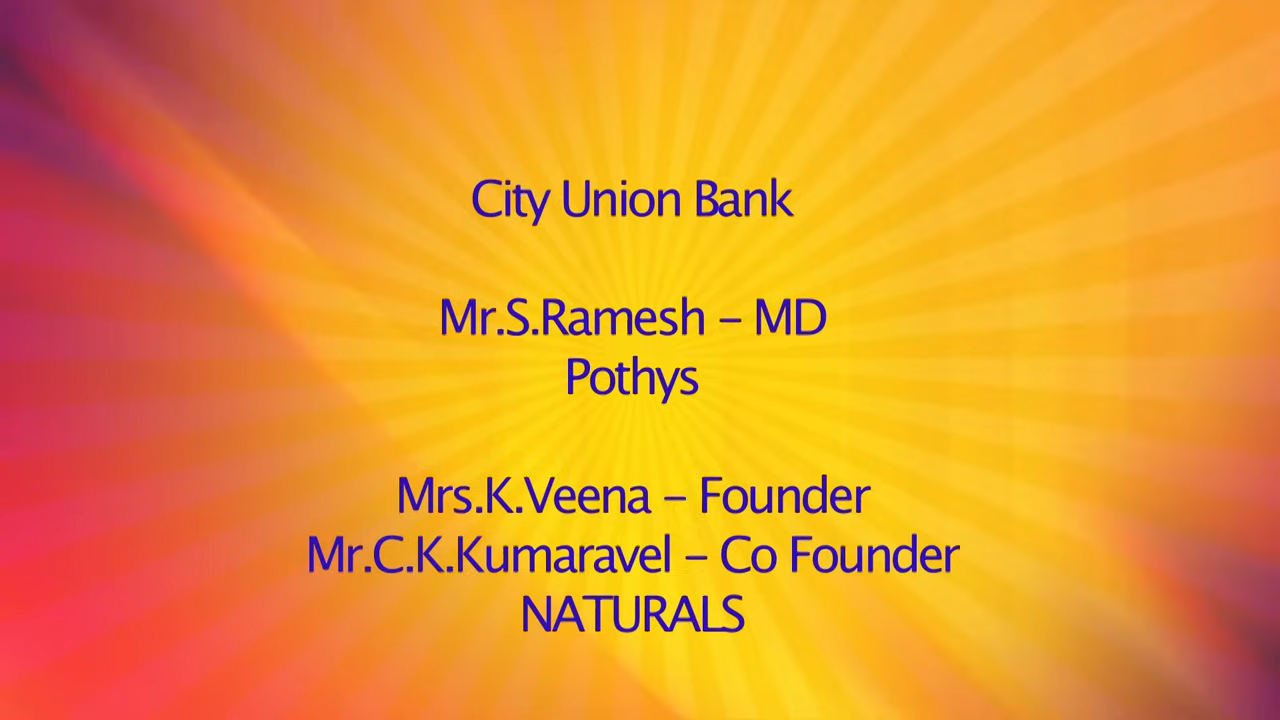 City Union Bank
Mr.S.Ramesh – MD
Pothys
Mrs.K.Veena – Founder
Mr.C.K.Kumaravel – Co Founder
NATURALS